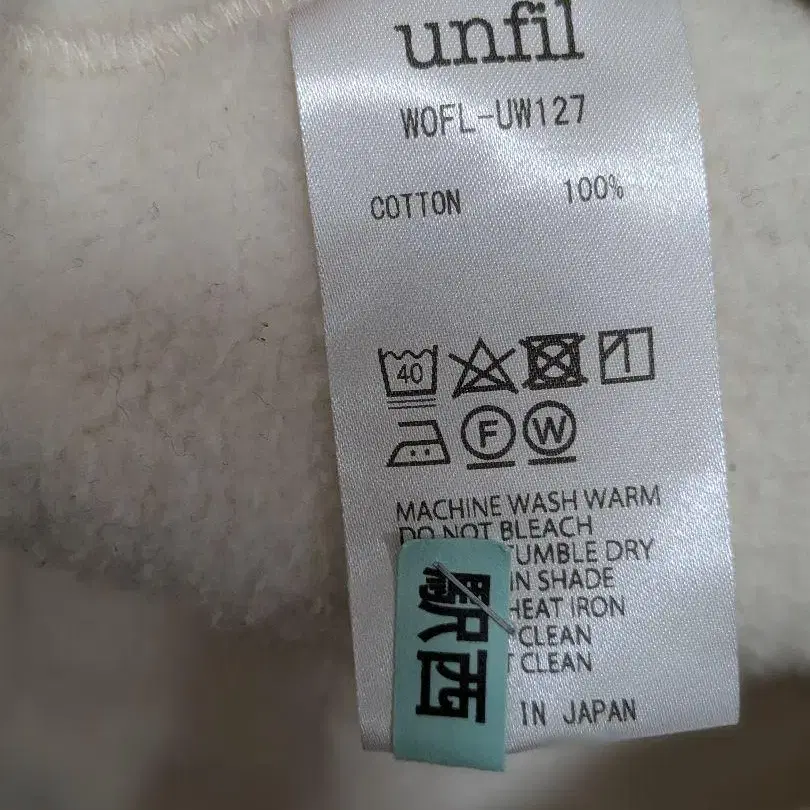 unfil
WOFL-UW127
COTTON 100%
40
F W
MACHINE WASH WARM
DO NOT BLEACH
TUMBLE DRY
IN SHADE
HEAT IRON
CLEAN
CLEAN
IN JAPAN
駅西